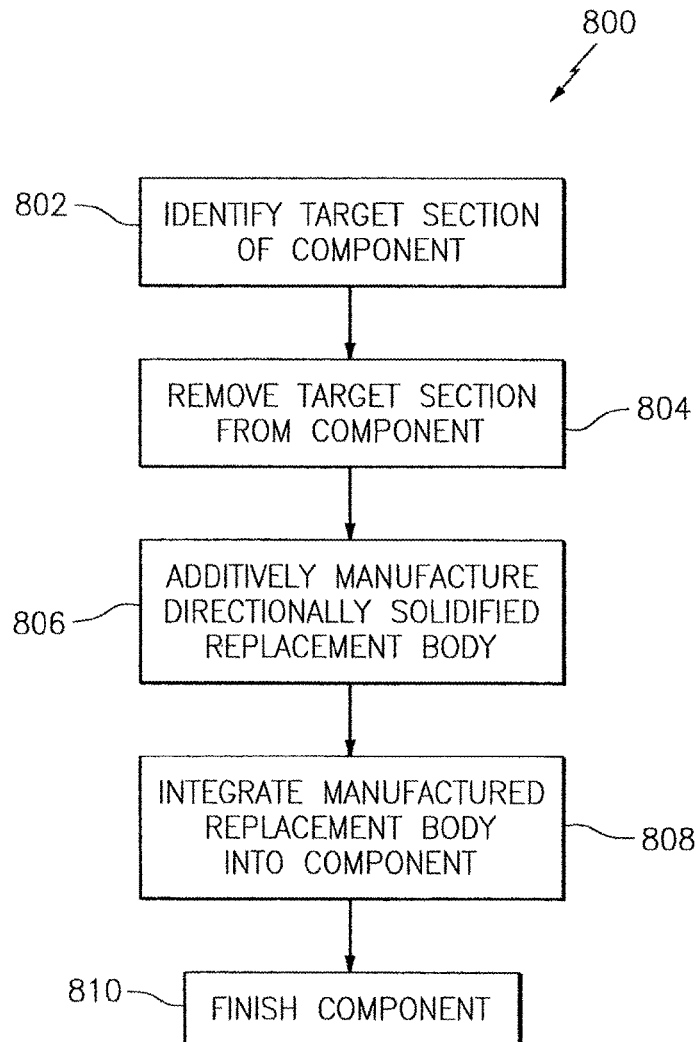 800
802
IDENTIFY TARGET SECTION
OF COMPONENT
REMOVE TARGET SECTION
FROM COMPONENT
804
806
ADDITIVELY MANUFACTURE
DIRECTIONALLY SOLIDIFIED
REPLACEMENT BODY
INTEGRATE MANUFACTURED
REPLACEMENT BODY
INTO COMPONENT
808
810
FINISH COMPONENT